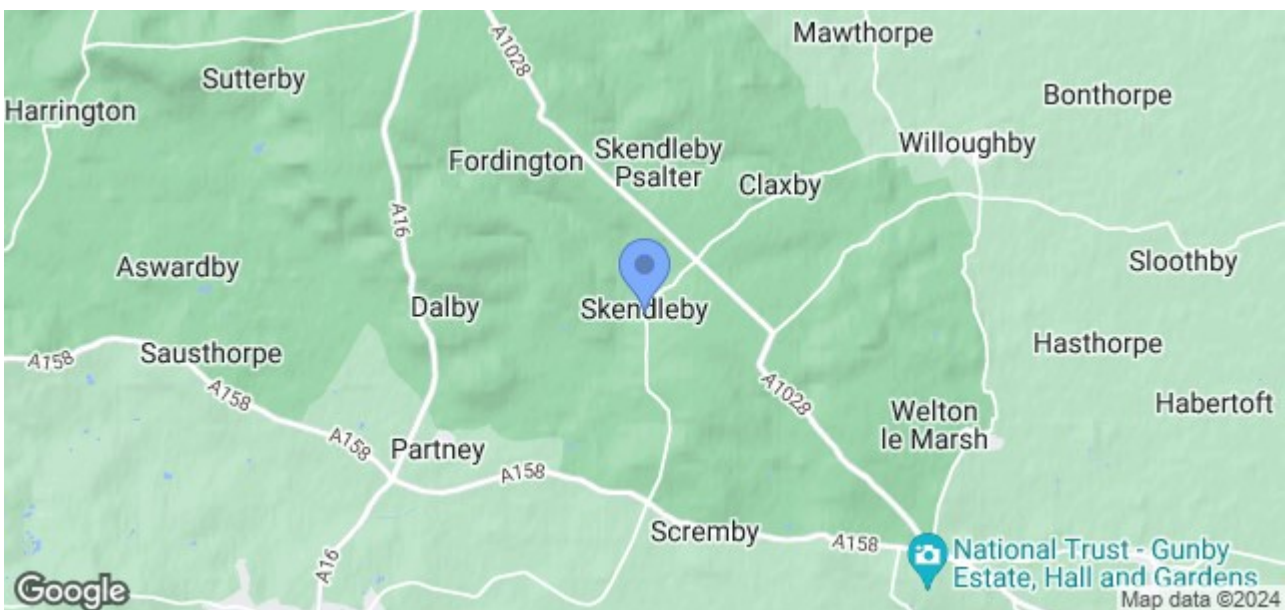 Mawthorpe
A1028
Sutterby
Bonthorpe
Harrington
Willoughby
Fordington
Skendleby
Psalter
Claxby
A16
Aswardby
Sloothby
Dalby
Skendleby
Hasthorpe
A158
Sausthorpe
A158
A1028
Habertoft
Welton
le Marsh
A158
Partney
A158
Scremby
A158
National Trust - Gunby
Estate, Hall and Gardens
A16
Google
Map data ©2024